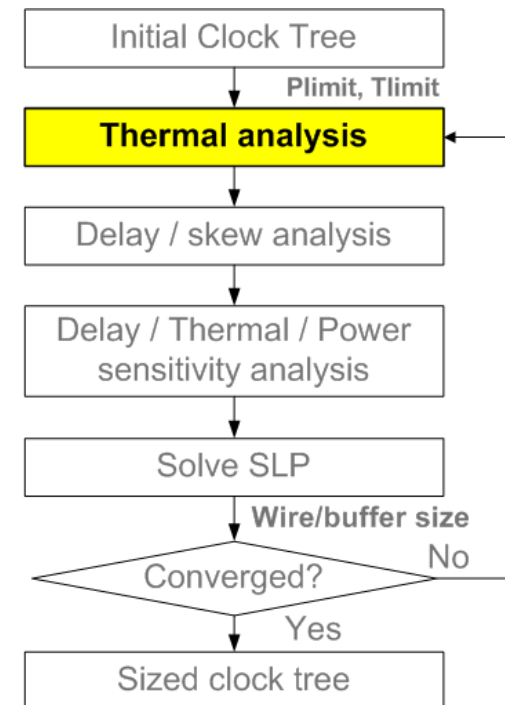 Initial Clock Tree
Plimit, Tlimit
Thermal analysis
Delay / skew analysis
Delay / Thermal / Power
sensitivity analysis
Solve SLP
Wire/buffer size
Converged?
No
Yes
Sized clock tree